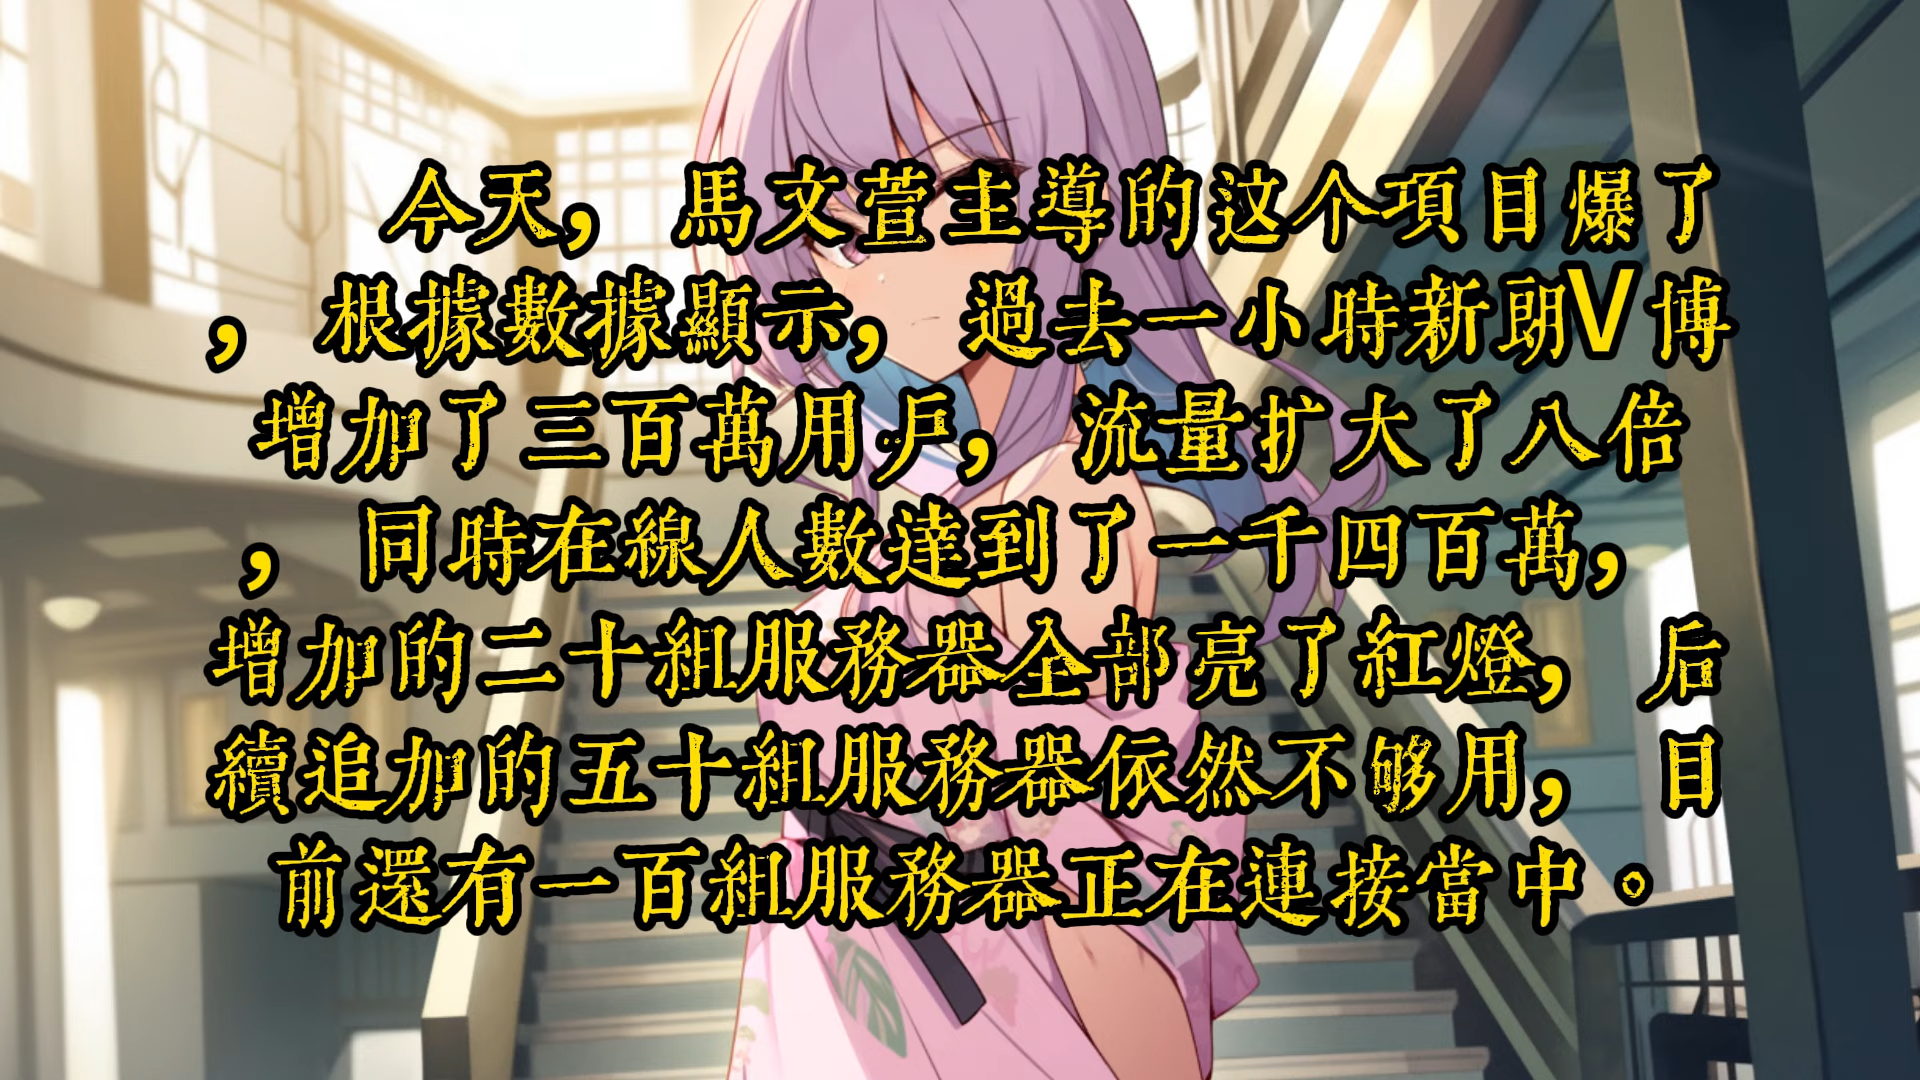 今天，馬文萱主導的这个項目爆了
，根據數據顯示，過去一小時新朗V博
增加了三百萬用戶，流量扩大了八倍
，同時在線人數達到了一千四百萬，
增加的二十組服務器全部亮了紅燈，后
續追加的五十組服務器依然不够用，目
前還有一百組服務器正在連接當中。